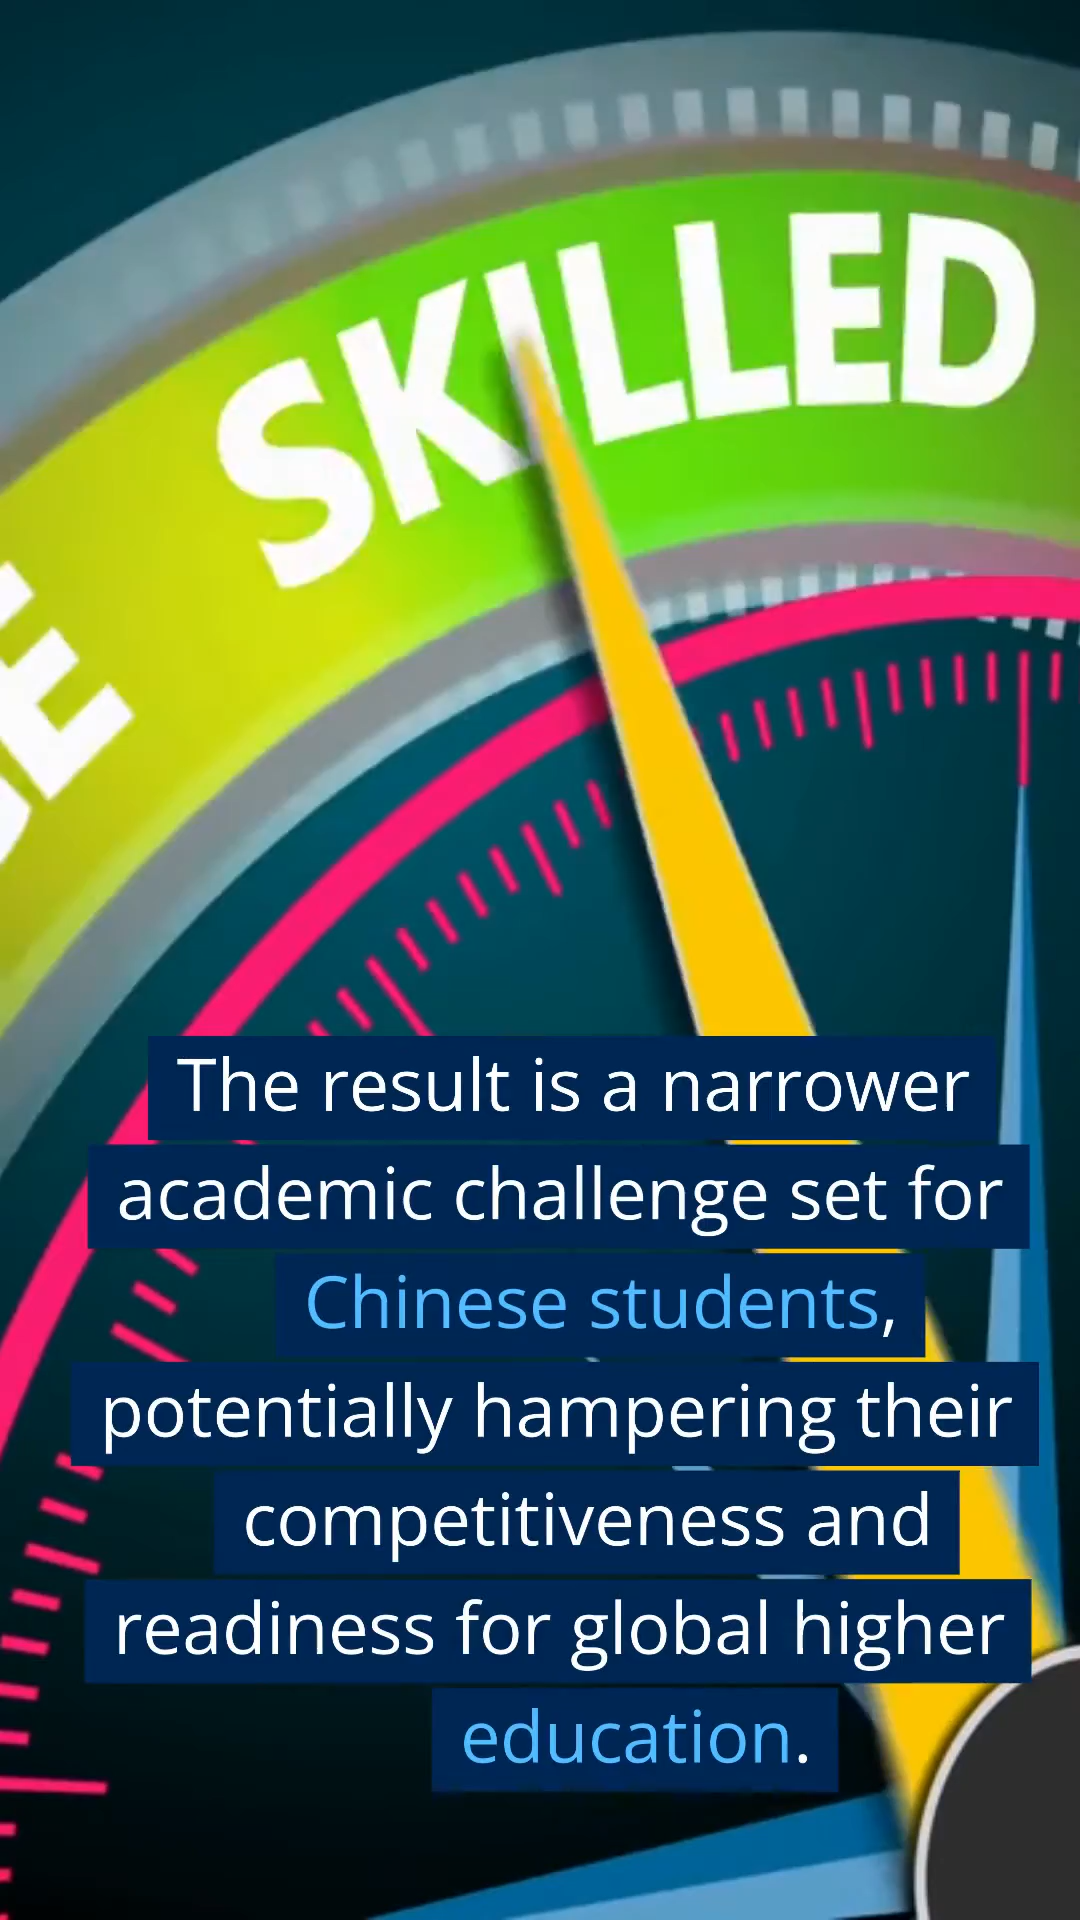 SKILLED
The result is a narrower
academic challenge set for
Chinese students,
potentially hampering their
competitiveness and
readiness for global higher
education.